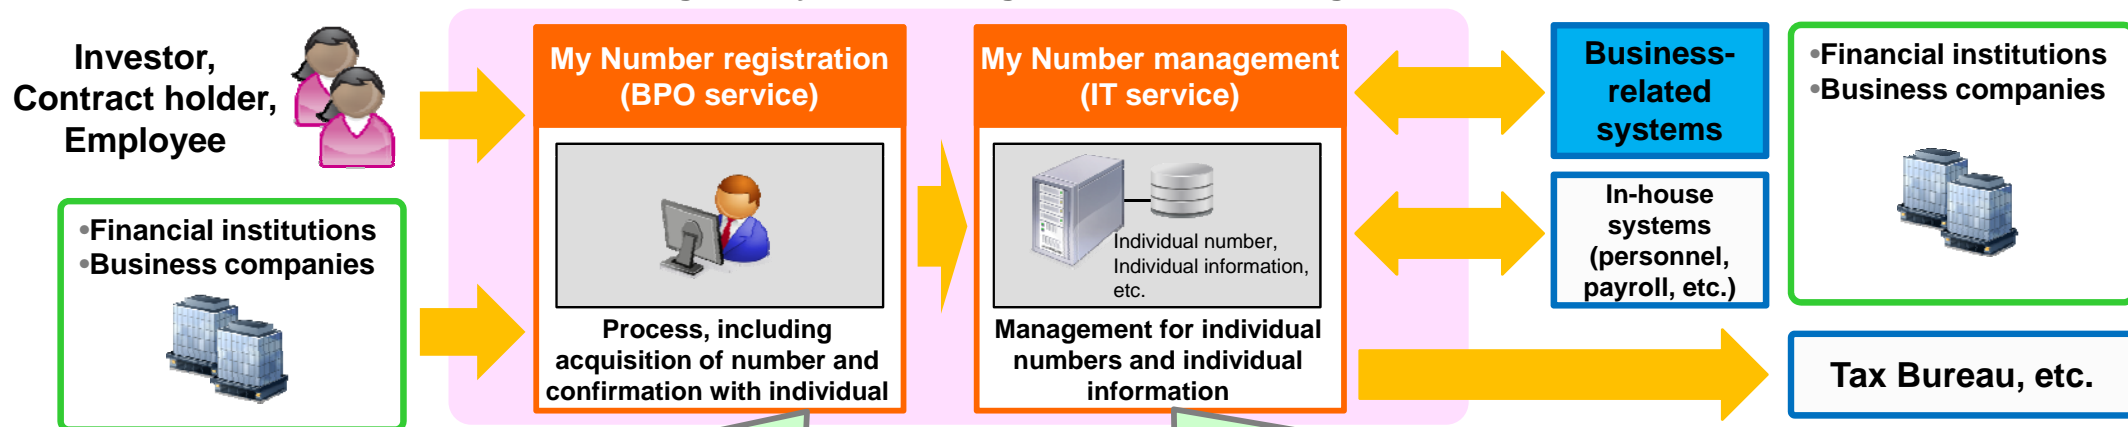 Investor,
Contract holder,
Employee
•Financial institutions
•Business companies
My Number registration
(BPO service)
Process, including
acquisition of number and
confirmation with individual
My Number management
(IT service)
Individual number,
Individual information,
etc.
Management for individual
numbers and individual
information
Business-
related
systems
In-house
systems
(personnel,
payroll, etc.)
•Financial institutions
•Business companies
Tax Bureau, etc.